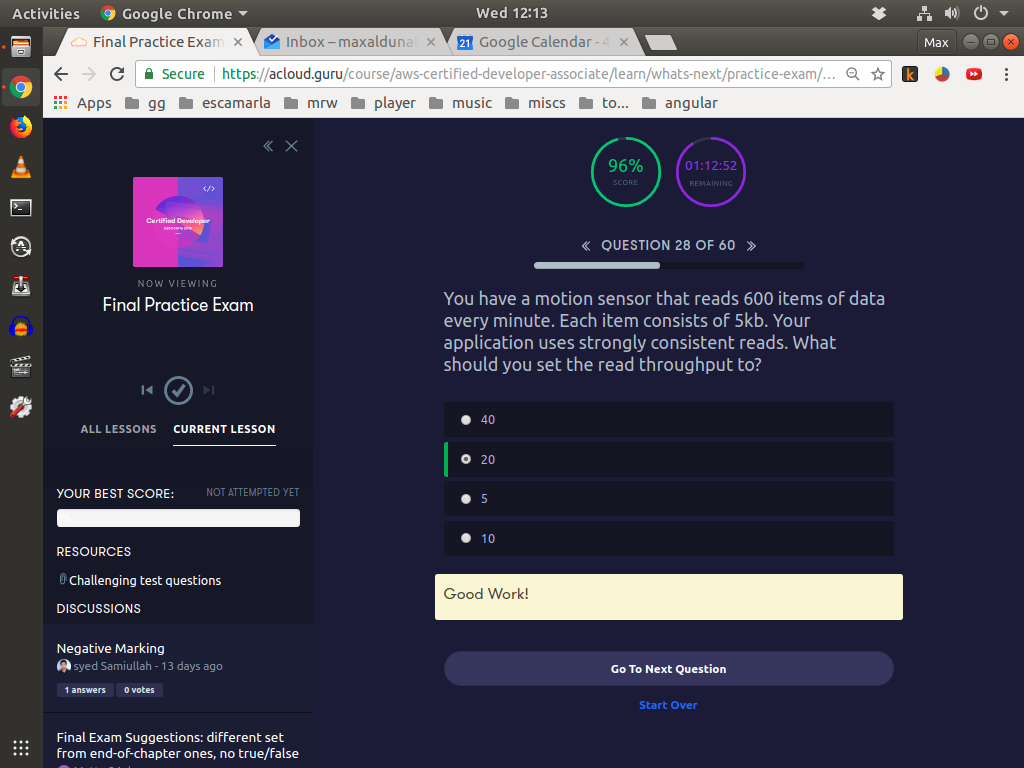 Activities
Google Chrome
Wed 12:13
Final Practice Exam
Inbox – maxalduna
Google Calendar - 4
Max
Secure
https://acloud.guru/course/aws-certified-developer-associate/learn/whats-next/practice-exam/...
Apps
gg
escamarla
mrw
player
music
miscs
to...
angular
</>
Certified Developer
NOW VIEWING
Final Practice Exam
ALL LESSONS
CURRENT LESSON
YOUR BEST SCORE:
NOT ATTEMPTED YET
RESOURCES
Challenging test questions
DISCUSSIONS
Negative Marking
syed Samiullah - 13 days ago
1 answers
0 votes
Final Exam Suggestions: different set
from end-of-chapter ones, no true/false
96%
SCORE
01:12:52
REMAINING
QUESTION 28 OF 60
You have a motion sensor that reads 600 items of data
every minute. Each item consists of 5kb. Your
application uses strongly consistent reads. What
should you set the read throughput to?
40
20
5
10
Good Work!
Go To Next Question
Start Over